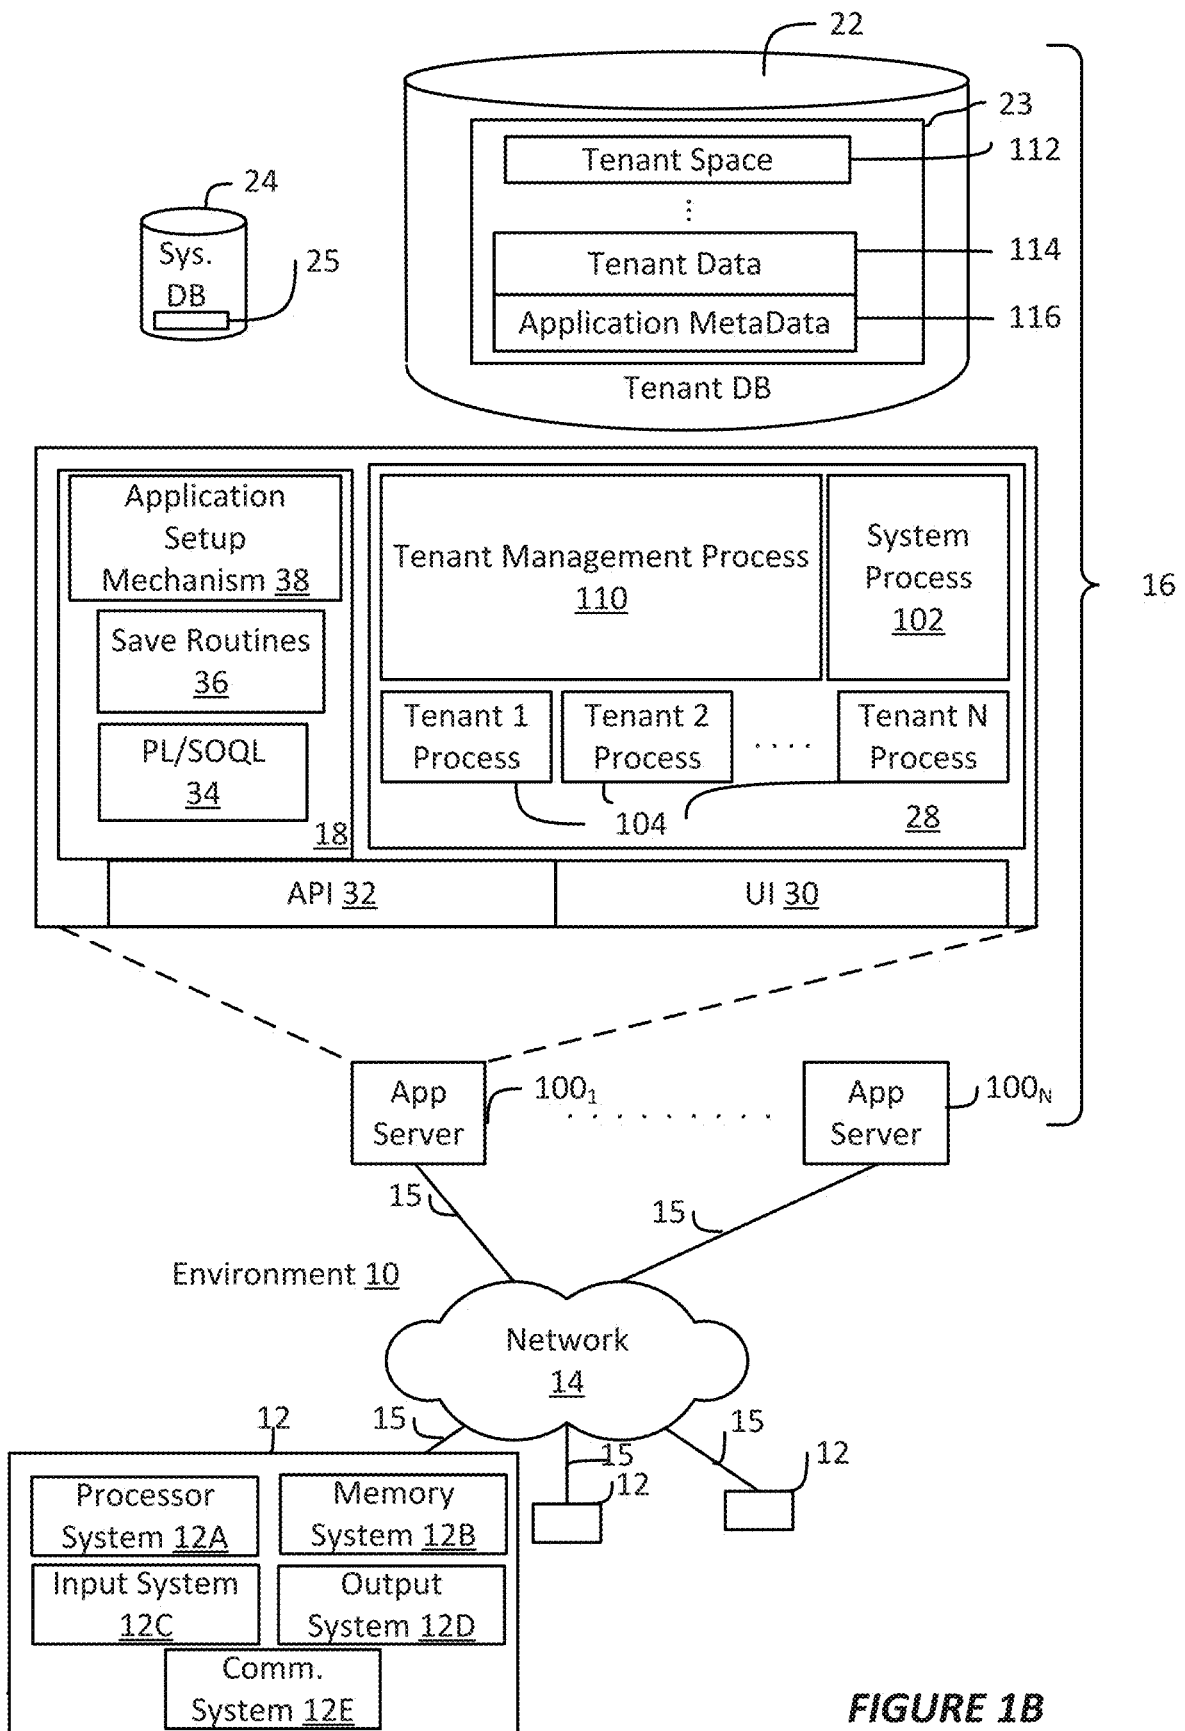 22
23
Tenant Space
112
24
⋮
Sys.
DB
25
Tenant Data
114
Application MetaData
116
Tenant DB
Application
Setup
Mechanism 38
Tenant Management Process
110
System
Process
102
16
Save Routines
36
PL/SOQL
34
18
Tenant 1
Process
Tenant 2
Process
. . . .
Tenant N
Process
104
28
API 32
UI 30
App
Server
100₁
. . . . . . . . .
App
Server
100N
15
15
Environment 10
Network
14
15
15
15
12
12
12
Processor
System 12A
Memory
System 12B
Input System
12C
Output
System 12D
Comm.
System 12E
FIGURE 1B